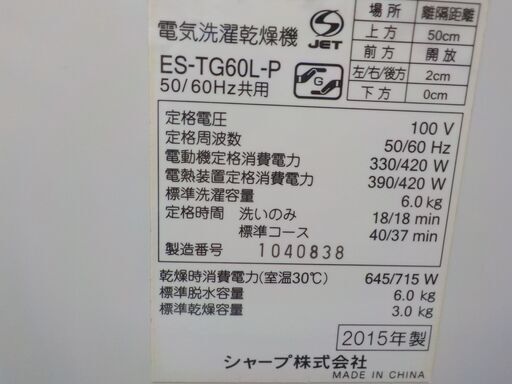 電気洗濯乾燥機
ES-TG60L-P
50/60Hz共用
S
JET
G
場所 離隔距離
上方 50cm
前方 開放
左/右/後方 2cm
下方 0cm
定格電圧 100 V
定格周波数 50/60 Hz
電動機定格消費電力 330/420 W
電熱装置定格消費電力 390/420 W
標準洗濯容量 6.0 kg
定格時間 洗いのみ 18/18 min
標準コース 40/37 min
製造番号 1040838
乾燥時消費電力(室温30℃) 645/715 W
標準脱水容量 6.0 kg
標準乾燥容量 3.0 kg
2015年製
シャープ株式会社
MADE IN CHINA